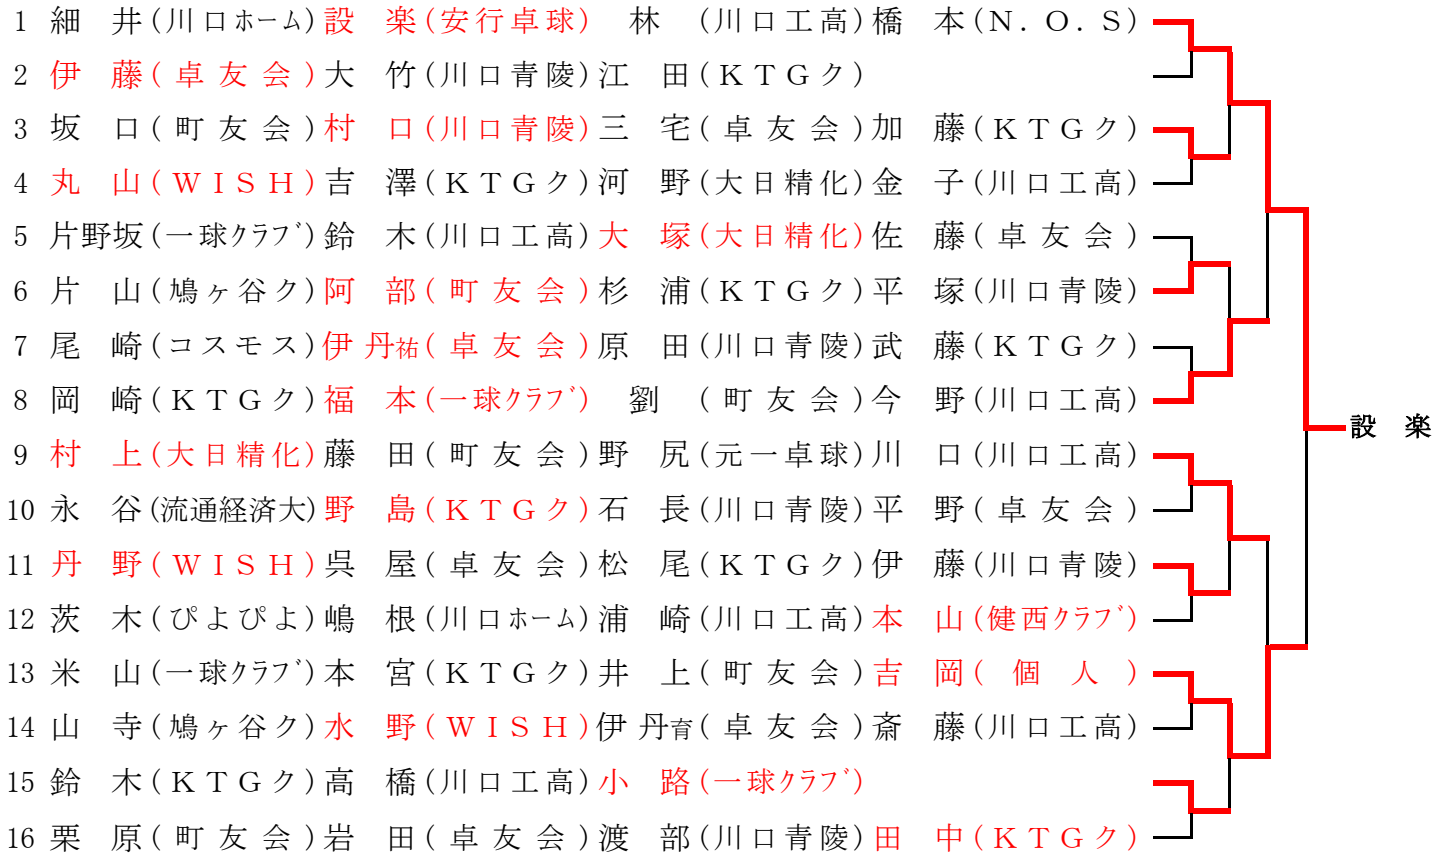 1 細　井(川口ホーム)設　楽(安行卓球)　林　(川口工高)橋　本(N．O．S)
2 伊　藤(卓友会)大　竹(川口青陵)江　田(KTGク)
3 坂　口(町友会)村　口(川口青陵)三　宅(卓友会)加　藤(KTGク)
4 丸　山(WISH)吉　澤(KTGク)河　野(大日精化)金　子(川口工高)
5 片野坂(一球クラブ)鈴　木(川口工高)大　塚(大日精化)佐　藤(卓友会)
6 片　山(鳩ヶ谷ク)阿　部(町友会)杉　浦(KTGク)平　塚(川口青陵)
7 尾　崎(コスモス)伊丹祐(卓友会)原　田(川口青陵)武　藤(KTGク)
8 岡　崎(KTGク)福　本(一球クラブ)　劉　(町友会)今　野(川口工高)
設　楽
9 村　上(大日精化)藤　田(町友会)野　尻(元一卓球)川　口(川口工高)
10 永　谷(流通経済大)野　島(KTGク)石　長(川口青陵)平　野(卓友会)
11 丹　野(WISH)呉　屋(卓友会)松　尾(KTGク)伊　藤(川口青陵)
12 茨　木(ぴよぴよ)嶋　根(川口ホーム)浦　崎(川口工高)本　山(健西クラブ)
13 米　山(一球クラブ)本　宮(KTGク)井　上(町友会)吉　岡(個　人)
14 山　寺(鳩ヶ谷ク)水　野(WISH)伊丹育(卓友会)斎　藤(川口工高)
15 鈴　木(KTGク)高　橋(川口工高)小　路(一球クラブ)
16 栗　原(町友会)岩　田(卓友会)渡　部(川口青陵)田　中(KTGク)